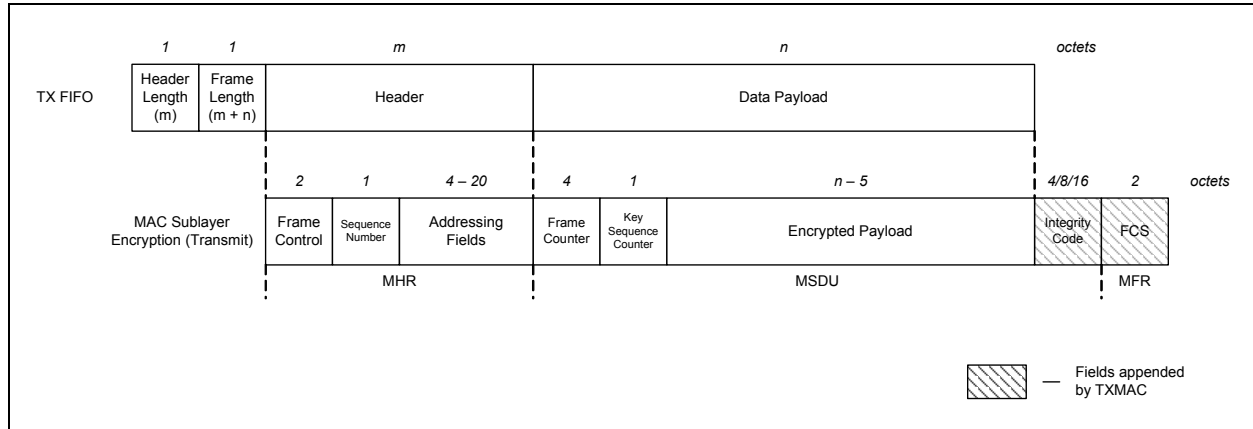 1 1 m n octets
TX FIFO
Header
Length
(m)
Frame
Length
(m + n)
Header
Data Payload
2 1 4 – 20 4 1 n – 5 4/8/16 2 octets
MAC Sublayer
Encryption (Transmit)
Frame
Control
Sequence
Number
Addressing
Fields
Frame
Counter
Key
Sequence
Counter
Encrypted Payload
Integrity
Code
FCS
MHR MSDU MFR
— Fields appended
by TXMAC